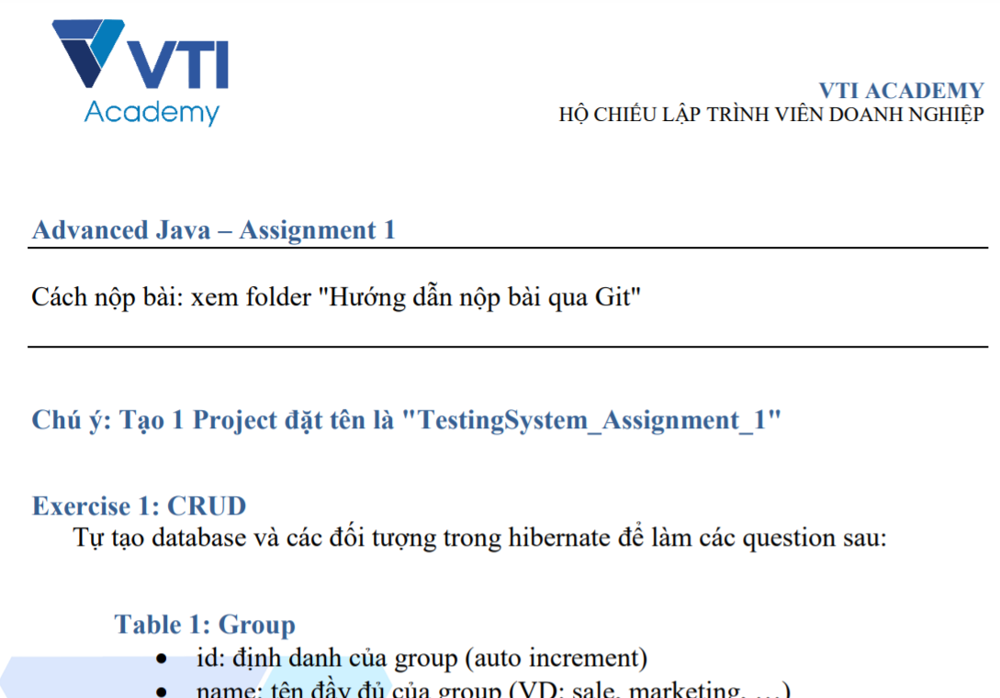 VTI
Academy
VTI ACADEMY
HỘ CHIẾU LẬP TRÌNH VIÊN DOANH NGHIỆP
Advanced Java – Assignment 1
Cách nộp bài: xem folder "Hướng dẫn nộp bài qua Git"
Chú ý: Tạo 1 Project đặt tên là "TestingSystem_Assignment_1"
Exercise 1: CRUD
Tự tạo database và các đối tượng trong hibernate để làm các question sau:
Table 1: Group
• id: định danh của group (auto increment)
• name: tên đầy đủ của group (VD: sale, marketing, …)